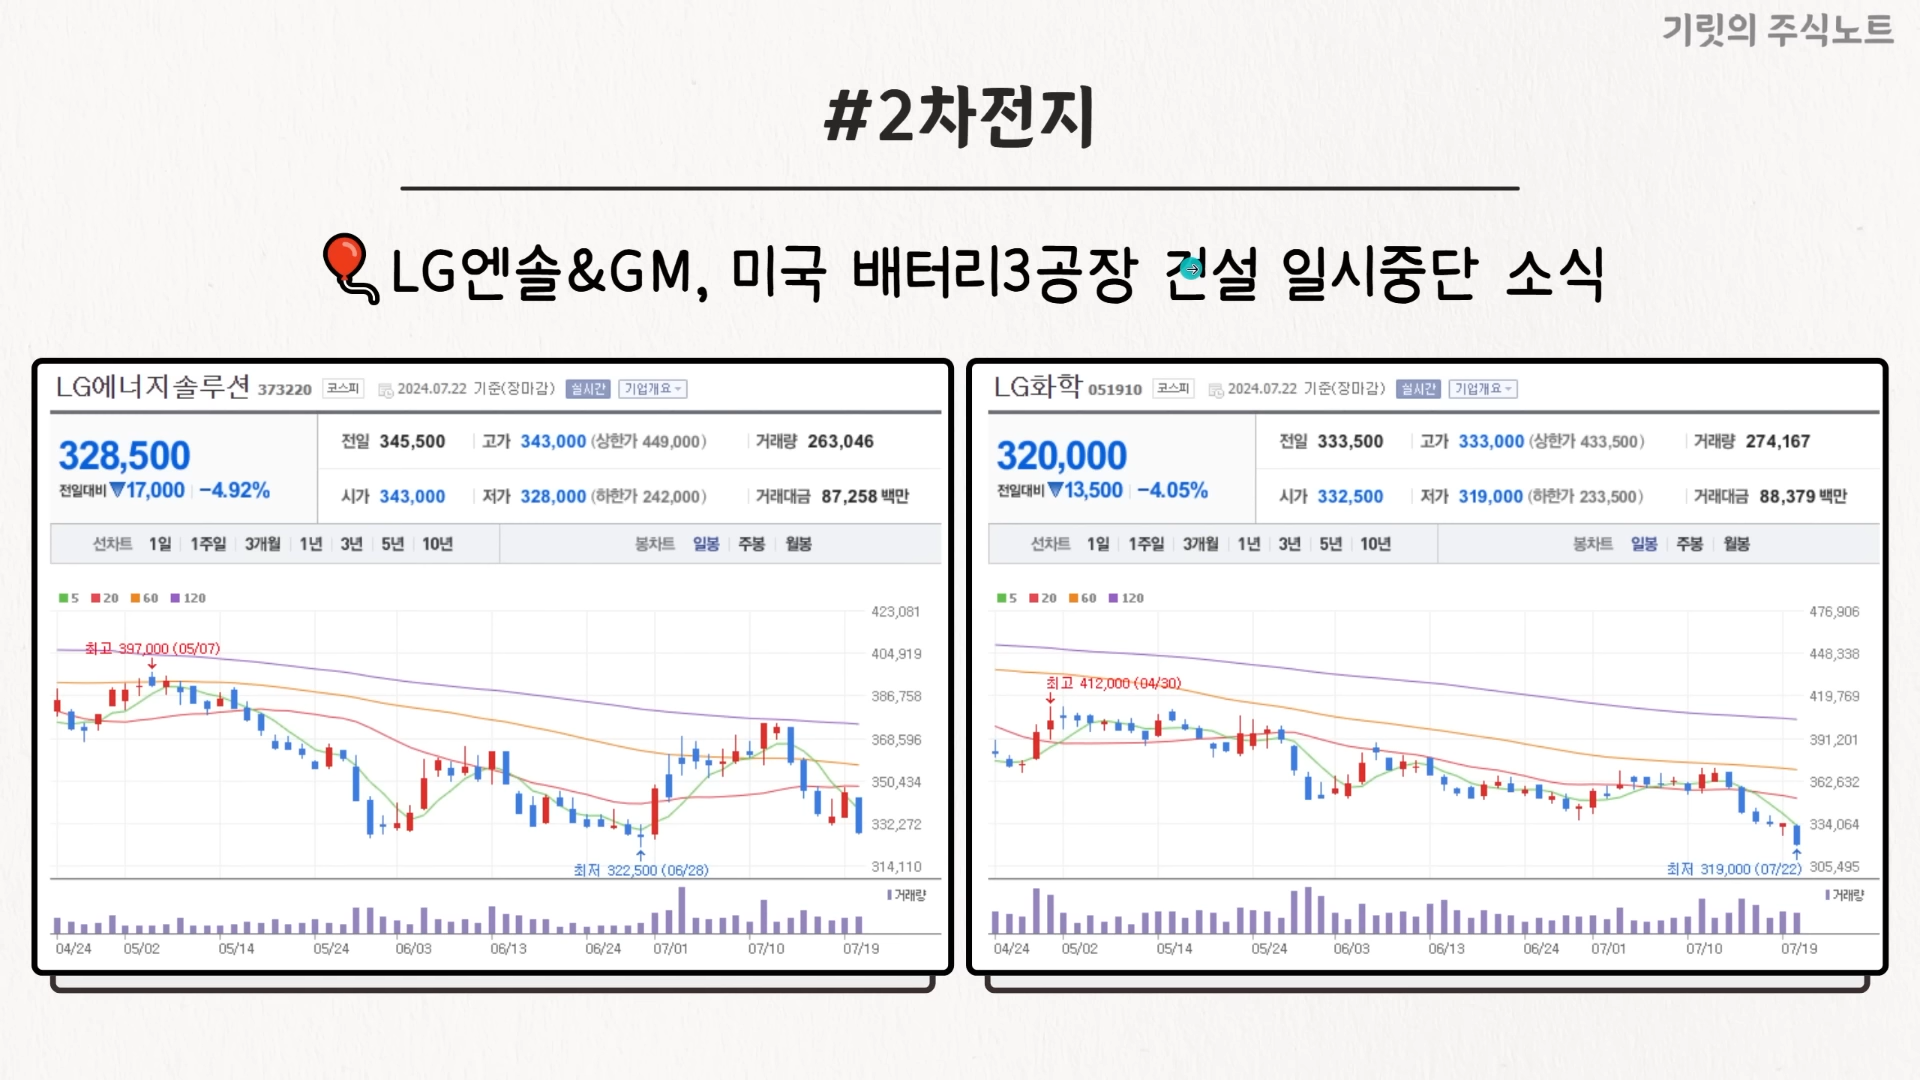 기릿의 주식노트
#2차전지
LG엔솔&GM, 미국 배터리3공장 건설 일시중단 소식
LG에너지솔루션 373220 코스피 2024.07.22 기준(장마감) 실시간 기업개요
328,500
전일대비 ▼17,000 -4.92%
전일 345,500 고가 343,000 (상한가 449,000) 거래량 263,046
시가 343,000 저가 328,000 (하한가 242,000) 거래대금 87,258 백만
선차트 1일 1주일 3개월 1년 3년 5년 10년 봉차트 일봉 주봉 월봉
5 20 60 120
423,081
최고 397,000 (05/07)
404,919
386,758
368,596
350,434
332,272
314,110
최저 322,500 (06/28)
거래량
04/24 05/02 05/14 05/24 06/03 06/13 06/24 07/01 07/10 07/19
LG화학 051910 코스피 2024.07.22 기준(장마감) 실시간 기업개요
320,000
전일대비 ▼13,500 -4.05%
전일 333,500 고가 333,000 (상한가 433,500) 거래량 274,167
시가 332,500 저가 319,000 (하한가 233,500) 거래대금 88,379 백만
선차트 1일 1주일 3개월 1년 3년 5년 10년 봉차트 일봉 주봉 월봉
5 20 60 120
476,906
448,338
최고 412,000 (04/30)
419,769
391,201
362,632
334,064
305,495
최저 319,000 (07/22)
거래량
04/24 05/02 05/14 05/24 06/03 06/13 06/24 07/01 07/10 07/19